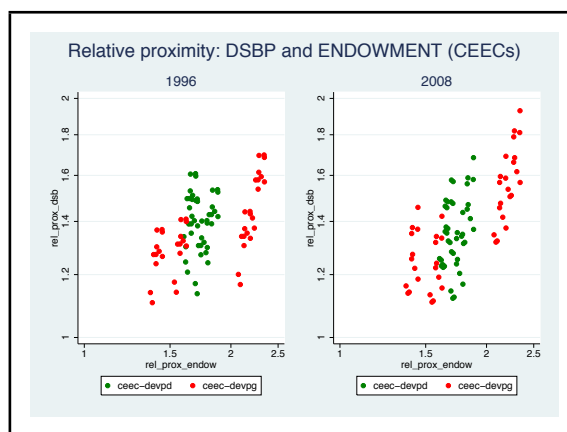 Relative proximity: DSBP and ENDOWMENT (CEECs)
1996
2008
rel_prox_dsb
2
1.8
1.6
1.4
1.2
1
1
1.5
2
2.5
rel_prox_endow
ceec-devpd
ceec-devpg
rel_prox_dsb
2
1.8
1.6
1.4
1.2
1
1
1.5
2
2.5
rel_prox_endow
ceec-devpd
ceec-devpg